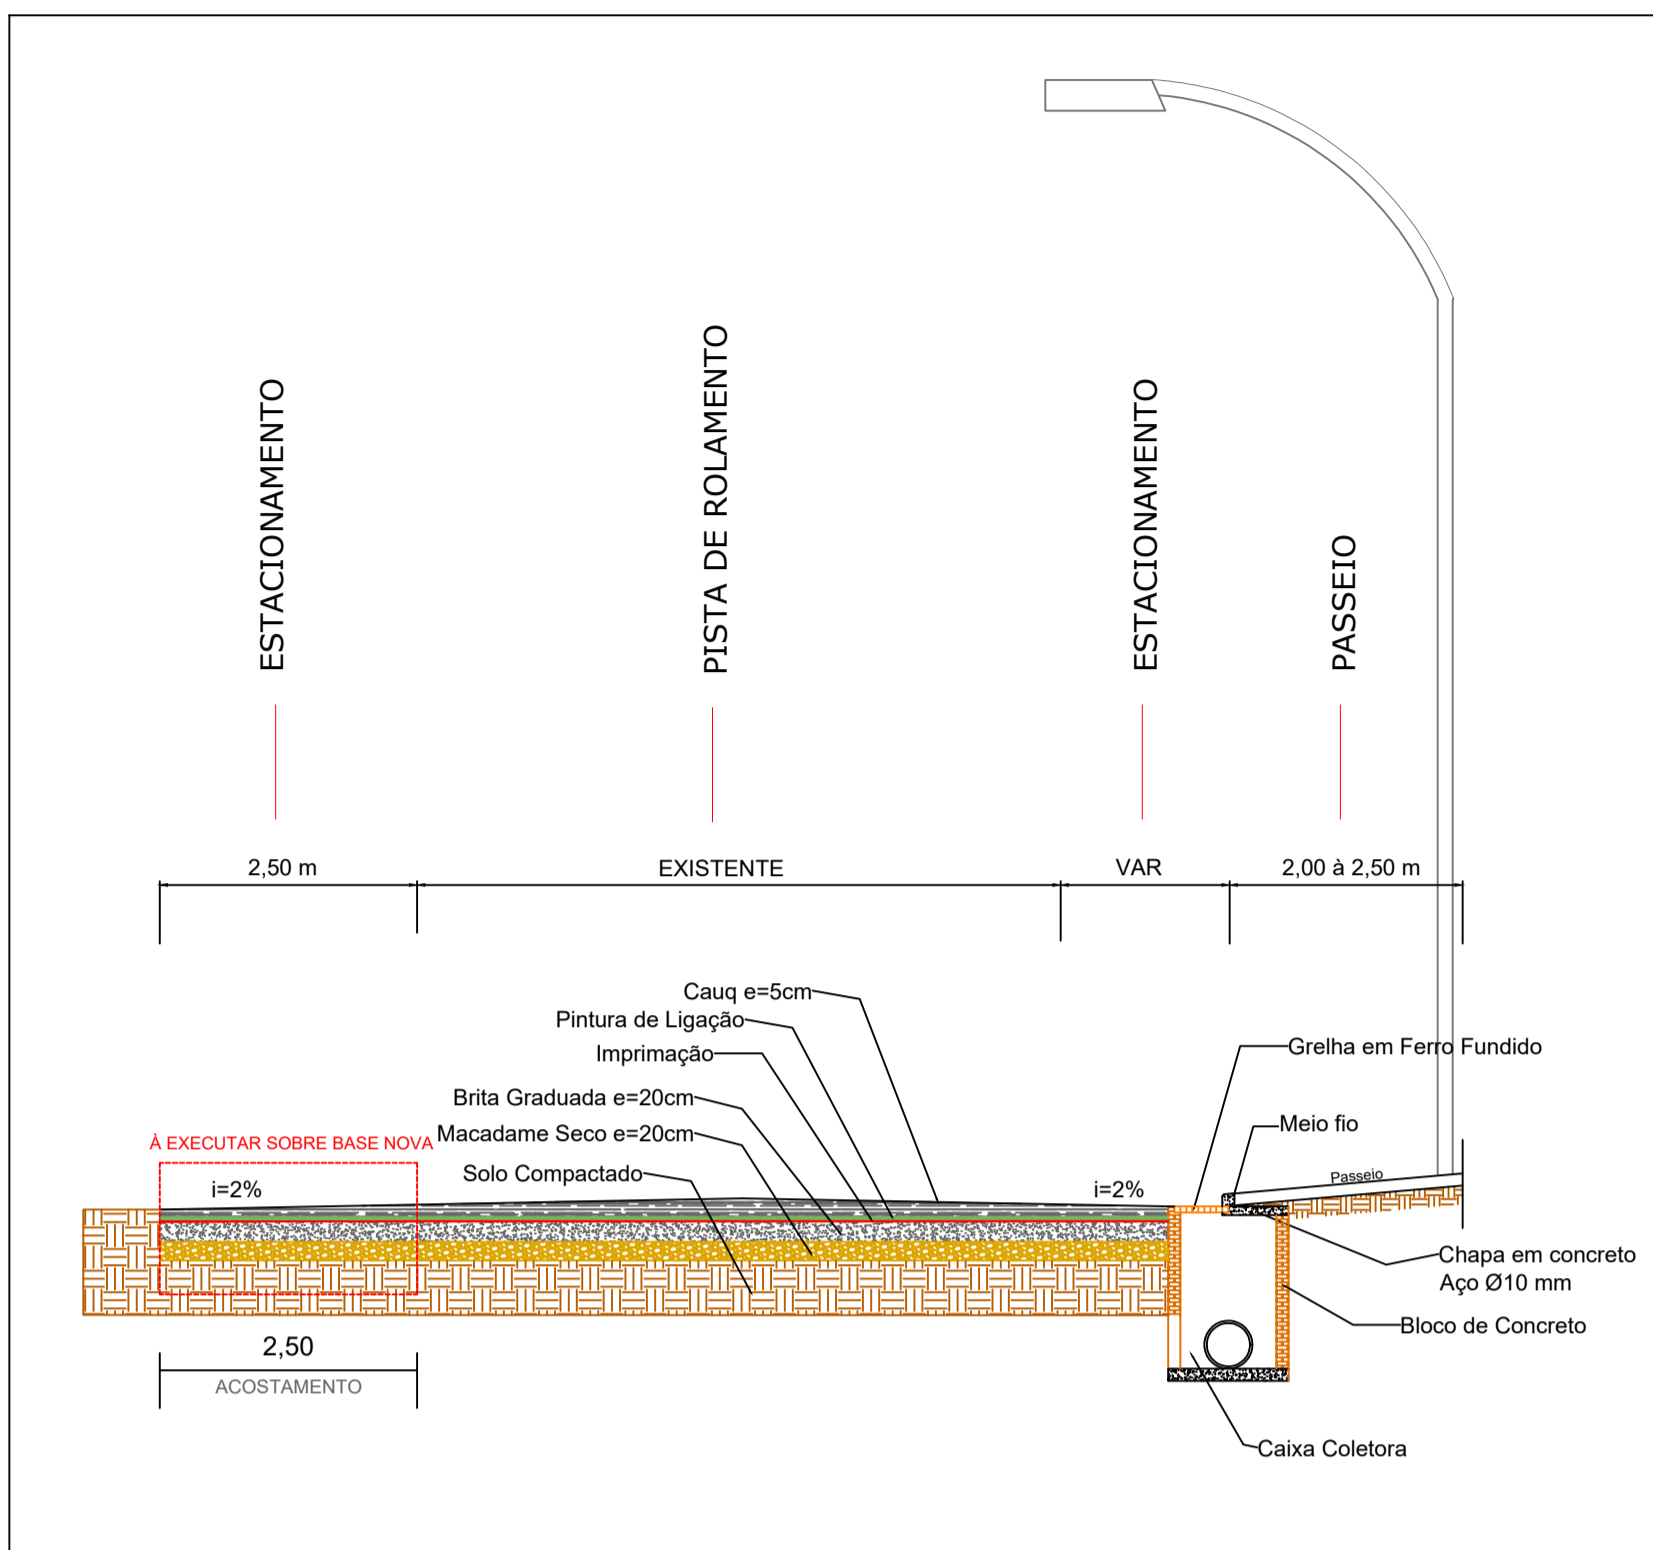 ESTACIONAMENTO
PISTA DE ROLAMENTO
ESTACIONAMENTO
PASSEIO
2,50 m
EXISTENTE
VAR
2,00 à 2,50 m
Cauq e=5cm
Pintura de Ligação
Imprimação
Brita Graduada e=20cm
Macadame Seco e=20cm
Solo Compactado
À EXECUTAR SOBRE BASE NOVA
i=2%
i=2%
Grelha em Ferro Fundido
Meio fio
Passeio
Chapa em concreto
Aço Ø10 mm
Bloco de Concreto
Caixa Coletora
2,50
ACOSTAMENTO